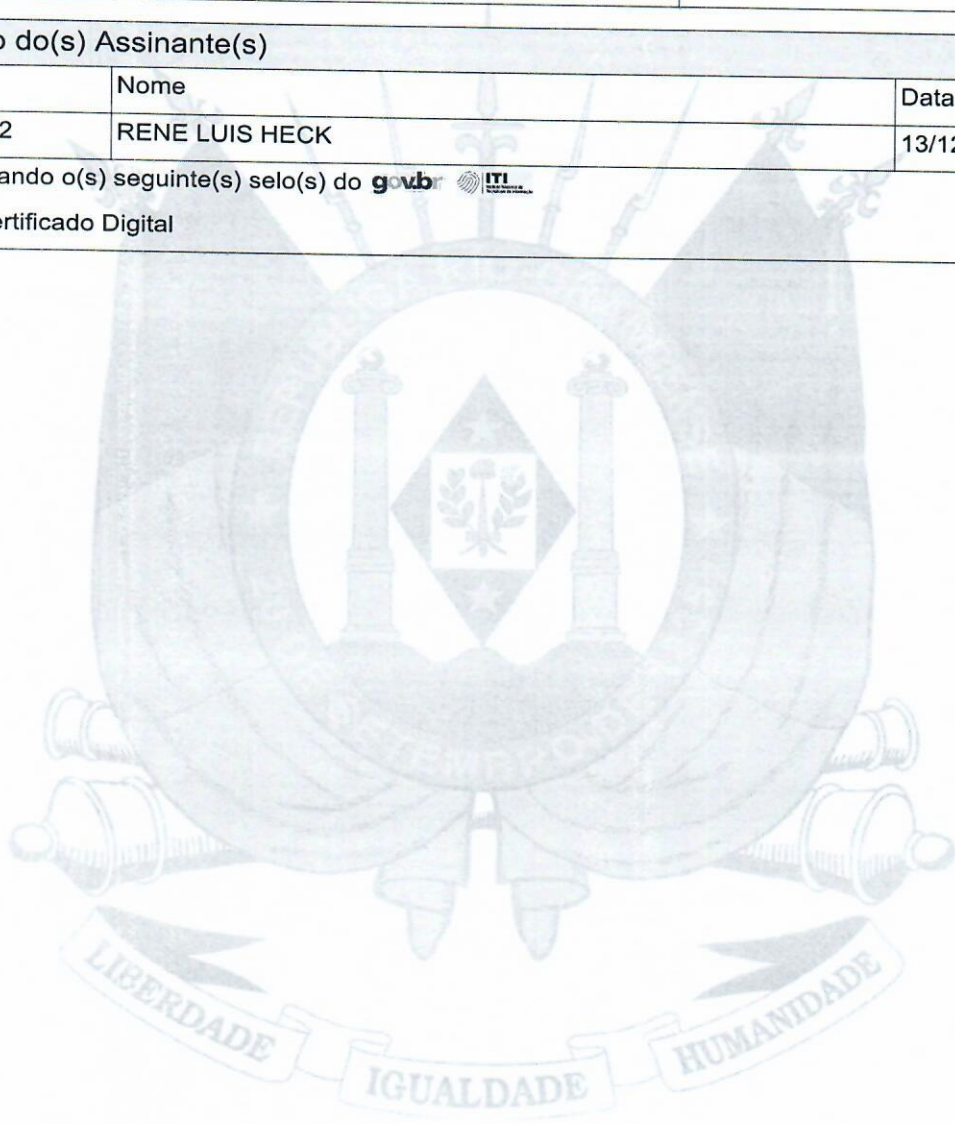 o do(s) Assinante(s)
Nome Data
2 RENE LUIS HECK 13/12
ando o(s) seguinte(s) selo(s) do gov.br ITI
ertificado Digital
LIBERDADE IGUALDADE HUMANIDADE